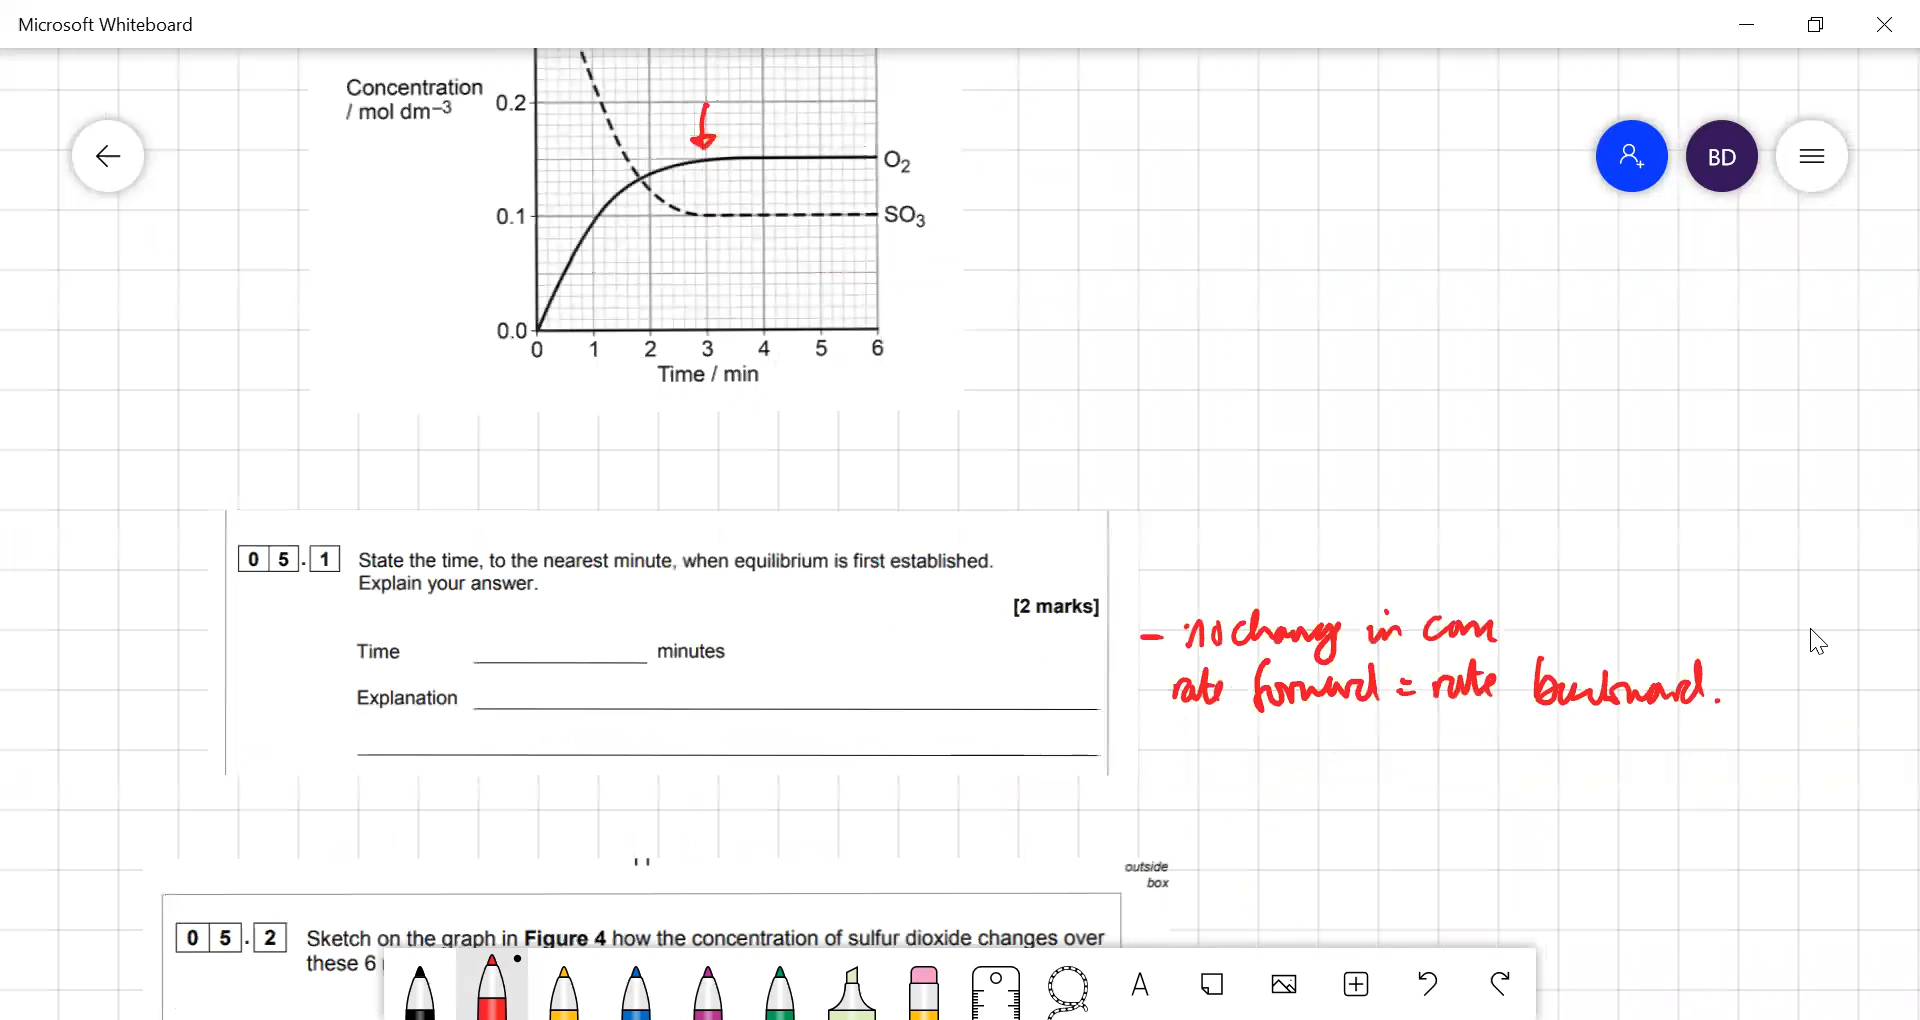 Microsoft Whiteboard
Concentration
/ mol dm−3
0.2
0.1
0.0
O2
SO3
0 1 2 3 4 5 6
Time / min
BD
0 5 . 1 State the time, to the nearest minute, when equilibrium is first established.
Explain your answer.
[2 marks]
Time minutes
Explanation
- no change in conc
rate forward = rate backward.
outside
box
0 5 . 2 Sketch on the graph in Figure 4 how the concentration of sulfur dioxide changes over
these 6
A